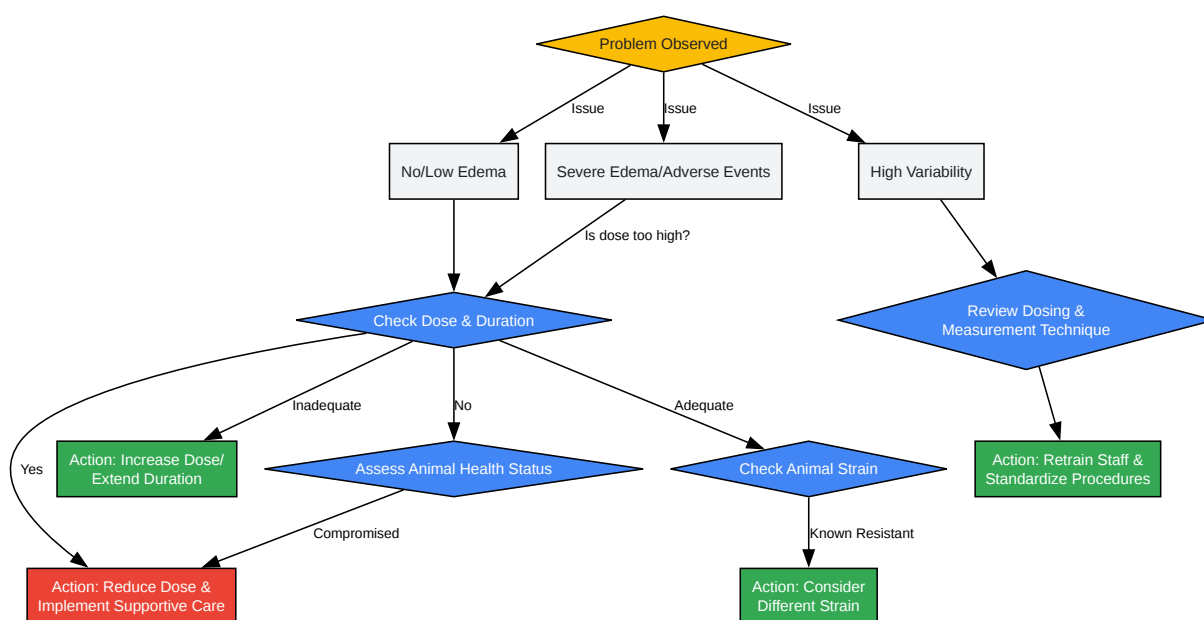 Problem Observed
Issue
Issue
Issue
No/Low Edema
Severe Edema/Adverse Events
High Variability
Is dose too high?
Check Dose & Duration
Review Dosing &
Measurement Technique
Inadequate
No
Adequate
Yes
Action: Increase Dose/
Extend Duration
Assess Animal Health Status
Check Animal Strain
Action: Retrain Staff &
Standardize Procedures
Compromised
Known Resistant
Action: Reduce Dose &
Implement Supportive Care
Action: Consider
Different Strain